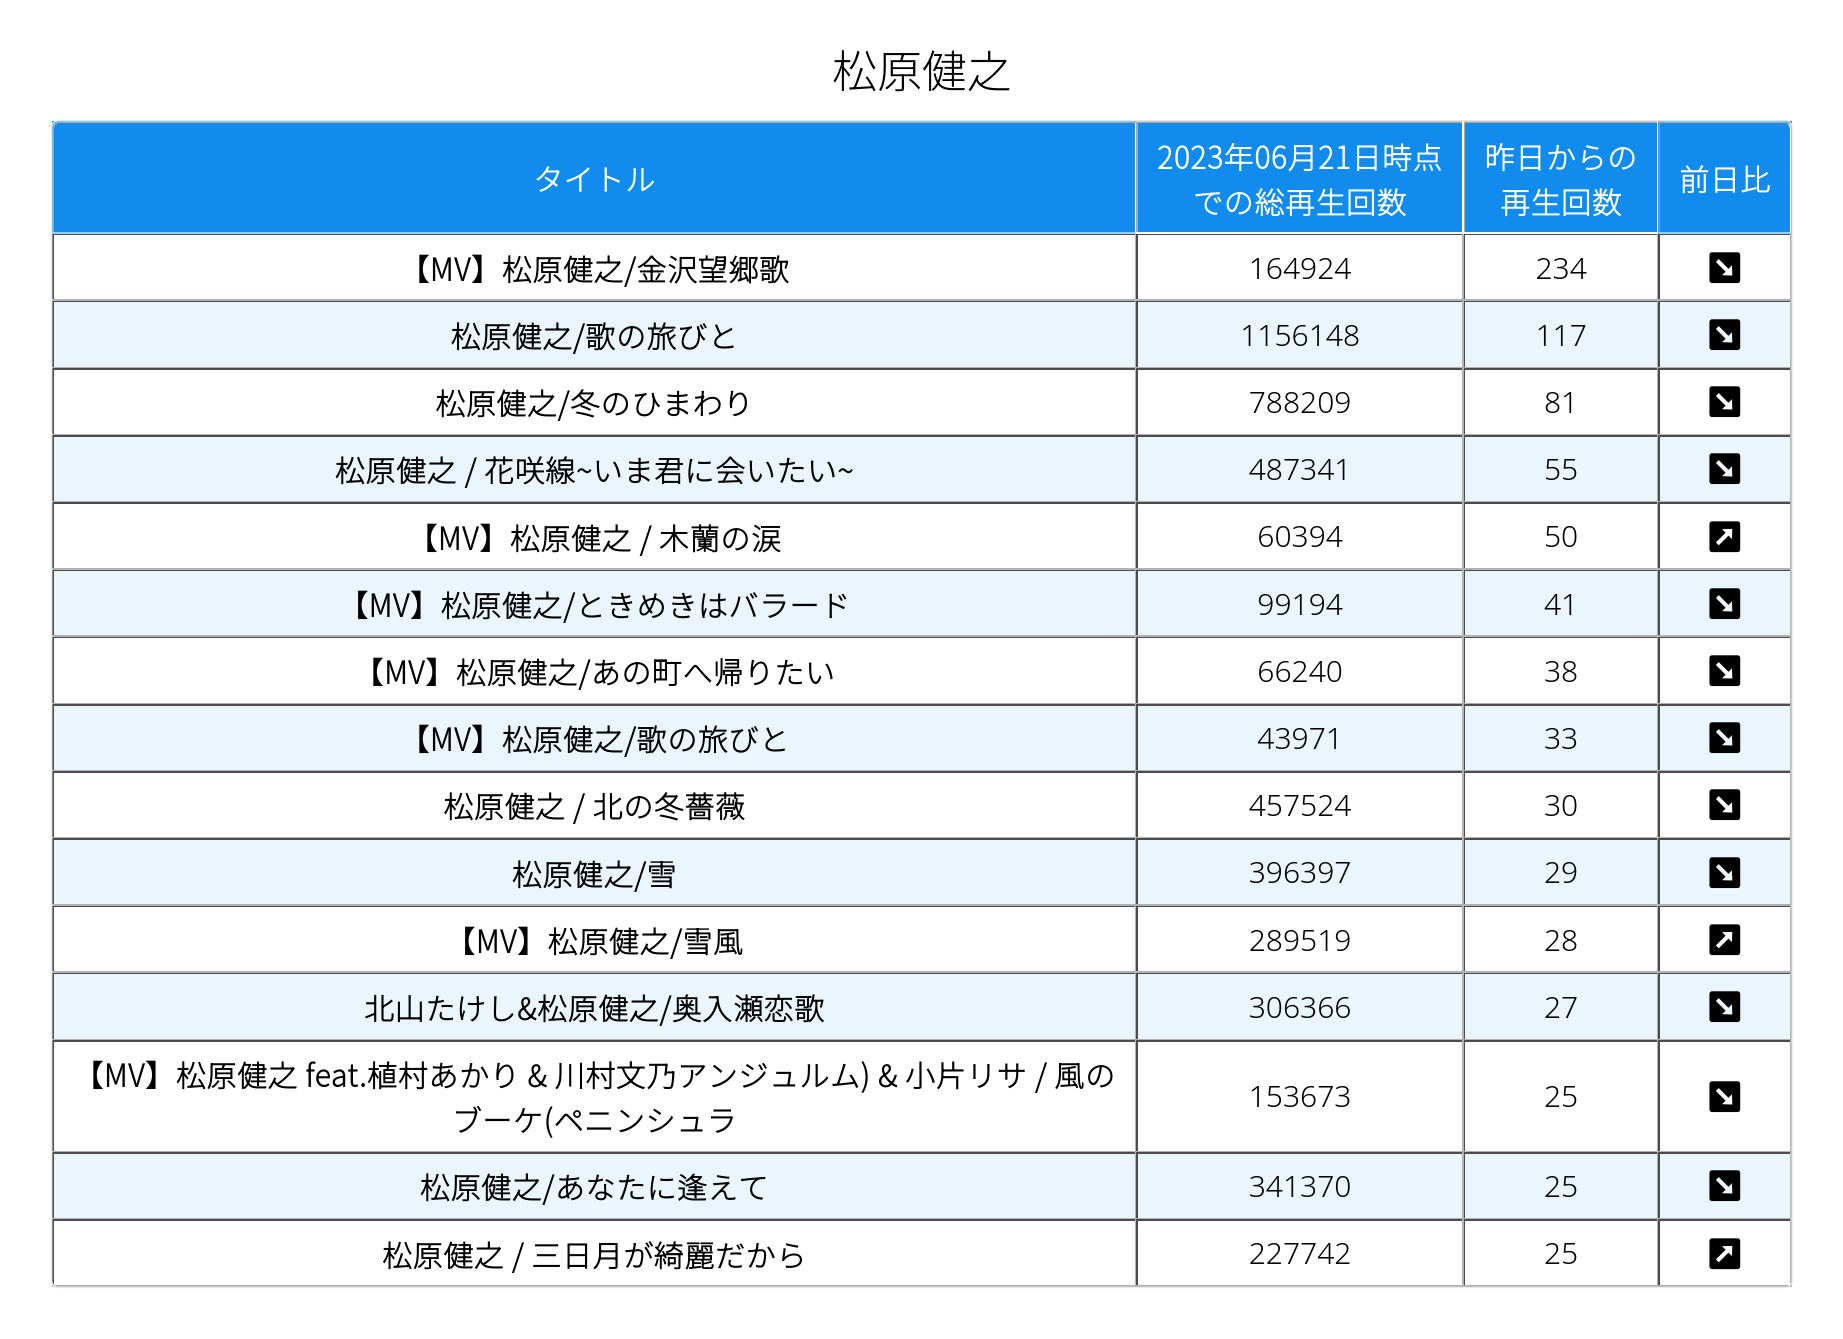 松原健之
タイトル
2023年06月21日時点
での総再生回数
昨日からの
再生回数
前日比
【MV】松原健之/金沢望郷歌 164924 234
松原健之/歌の旅びと 1156148 117
松原健之/冬のひまわり 788209 81
松原健之 / 花咲線~いま君に会いたい~ 487341 55
【MV】松原健之 / 木蘭の涙 60394 50
【MV】松原健之/ときめきはバラード 99194 41
【MV】松原健之/あの町へ帰りたい 66240 38
【MV】松原健之/歌の旅びと 43971 33
松原健之 / 北の冬薔薇 457524 30
松原健之/雪 396397 29
【MV】松原健之/雪風 289519 28
北山たけし&松原健之/奥入瀬恋歌 306366 27
【MV】松原健之 feat.植村あかり & 川村文乃アンジュルム) & 小片リサ / 風の
ブーケ(ペニンシュラ 153673 25
松原健之/あなたに逢えて 341370 25
松原健之 / 三日月が綺麗だから 227742 25